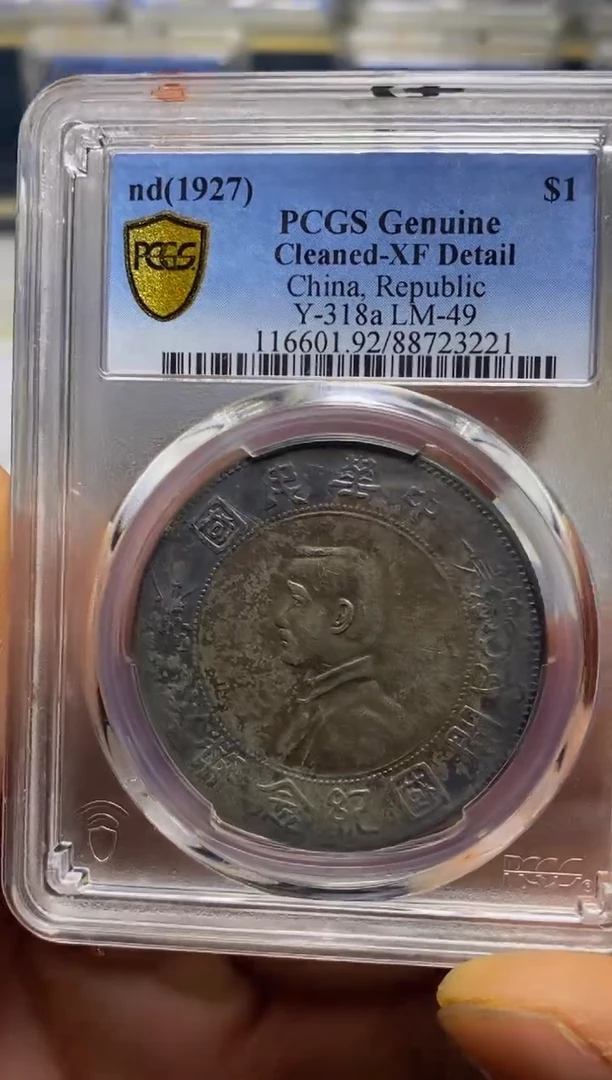 nd(1927) $1
PCGS
PCGS Genuine
Cleaned-XF Detail
China, Republic
Y-318a LM-49
116601.92/88723221
中華民國
開國紀念幣
PCGS